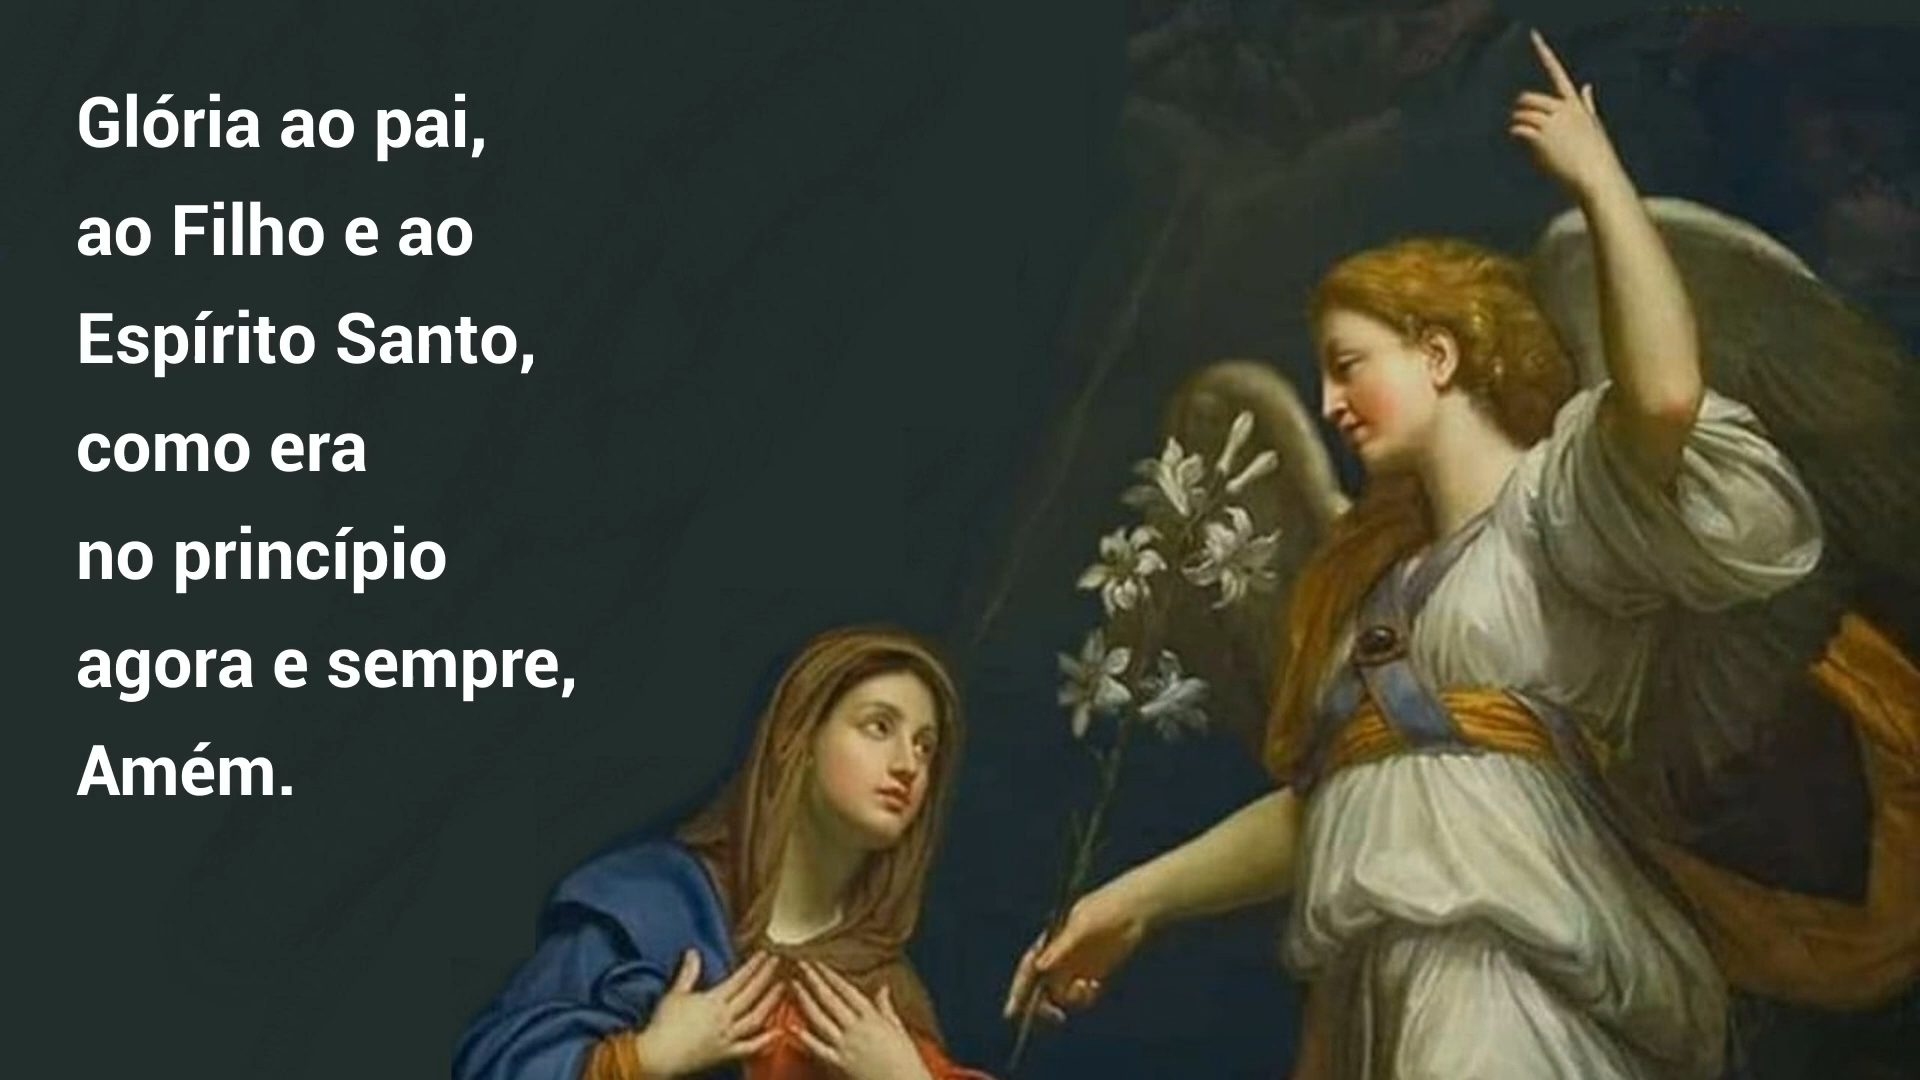 Glória ao pai,
ao Filho e ao
Espírito Santo,
como era
no princípio
agora e sempre,
Amém.